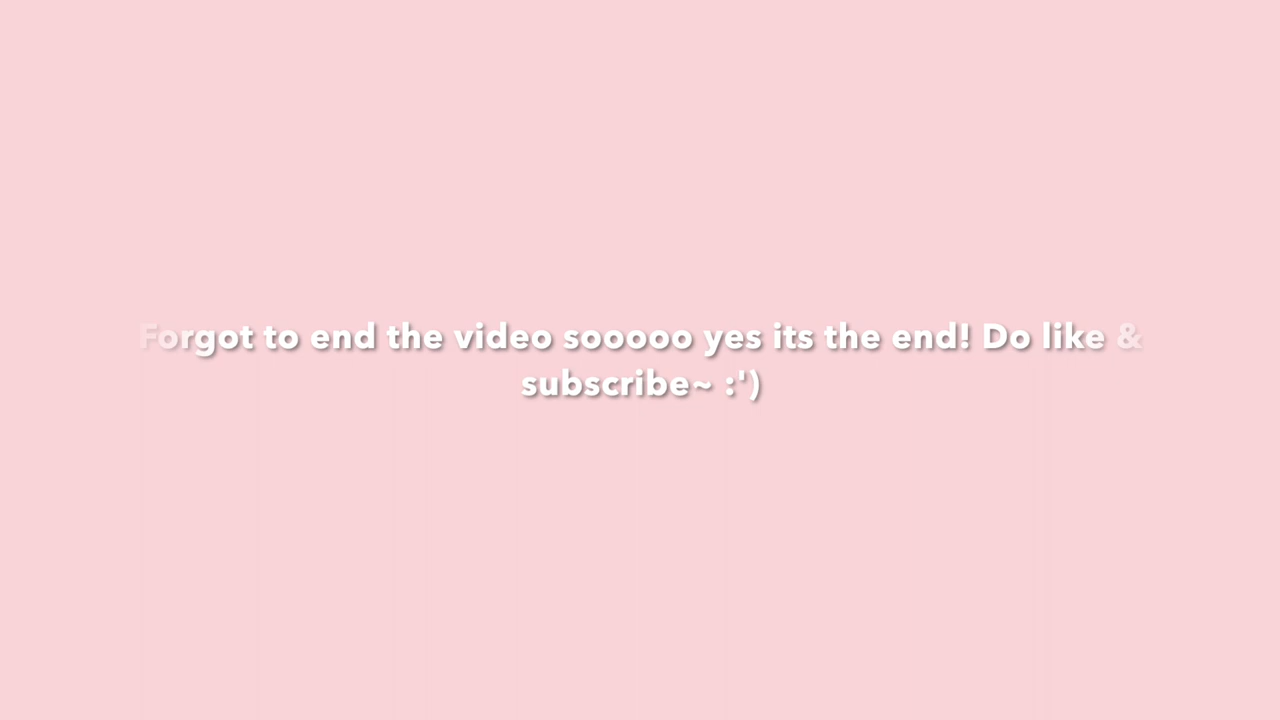 Forgot to end the video sooooo yes its the end! Do like &
subscribe~ :')